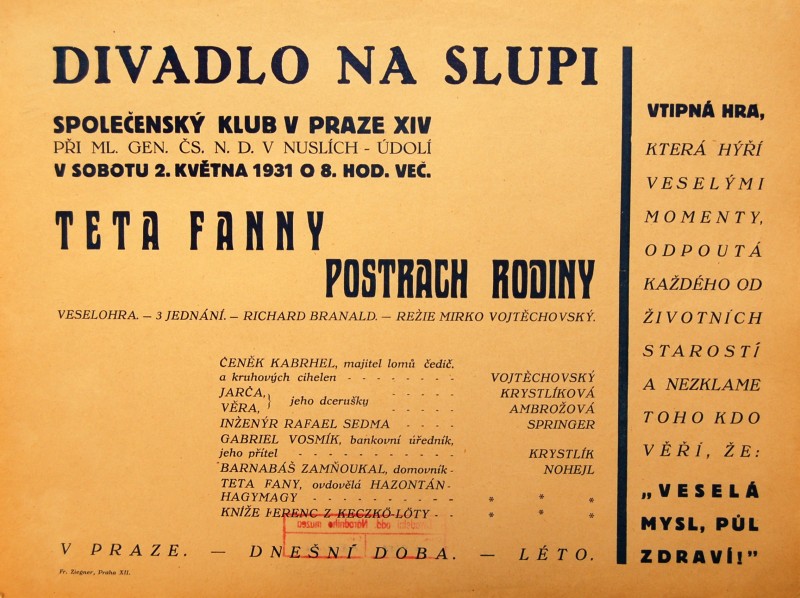 DIVADLO NA SLUPI
SPOLEČENSKÝ KLUB V PRAZE XIV
PŘI ML. GEN. ČS. N. D. V NUSLÍCH - ÚDOLÍ
V SOBOTU 2. KVĚTNA 1931 O 8. HOD. VEČ.
TETA FANNY
POSTRACH RODINY
VESELOHRA. — 3 JEDNÁNÍ. — RICHARD BRANALD. — REŽIE MIRKO VOJTĚCHOVSKÝ.
ČENĚK KABRHEL, majitel lomů čedič.
a kruhových cihelen - - - - - - - - VOJTĚCHOVSKÝ
JARČA, } jeho dcerušky - - - - - KRYSTLÍKOVÁ
VĚRA, - - - - - AMBROŽOVÁ
INŽENÝR RAFAEL SEDMA - - - - SPRINGER
GABRIEL VOSMÍK, bankovní úředník,
jeho přítel - - - - - - - - - - - - KRYSTLÍK
BARNABÁŠ ZAMŇOUKAL, domovník - NOHEJL
TETA FANY, ovdovělá HAZONTÁN-
HAGYMAGY - - - - - - - - - - - * * *
KNÍŽE FERENC Z KECZKÖ-LÖTY - - * * *
V PRAZE. — DNEŠNÍ DOBA. — LÉTO.
Fr. Ziegner, Praha XII.
VTIPNÁ HRA,
KTERÁ HÝŘÍ
VESELÝMI
MOMENTY,
ODPOUTÁ
KAŽDÉHO OD
ŽIVOTNÍCH
STAROSTÍ
A NEZKLAME
TOHO KDO
VĚŘÍ, ŽE:
„VESELÁ
MYSL, PŮL
ZDRAVÍ!"
Národního muzea